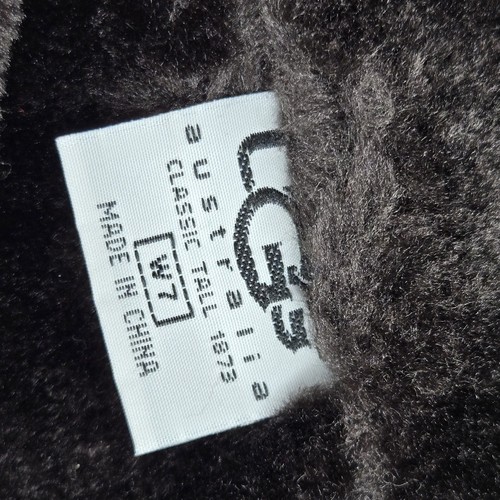 UGG
australia
CLASSIC TALL 1873
W7
MADE IN CHINA